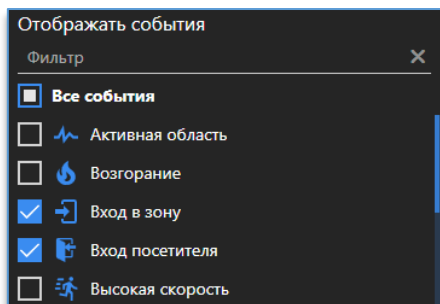 Отображать события
Фильтр
Все события
Активная область
Возгорание
Вход в зону
Вход посетителя
Высокая скорость